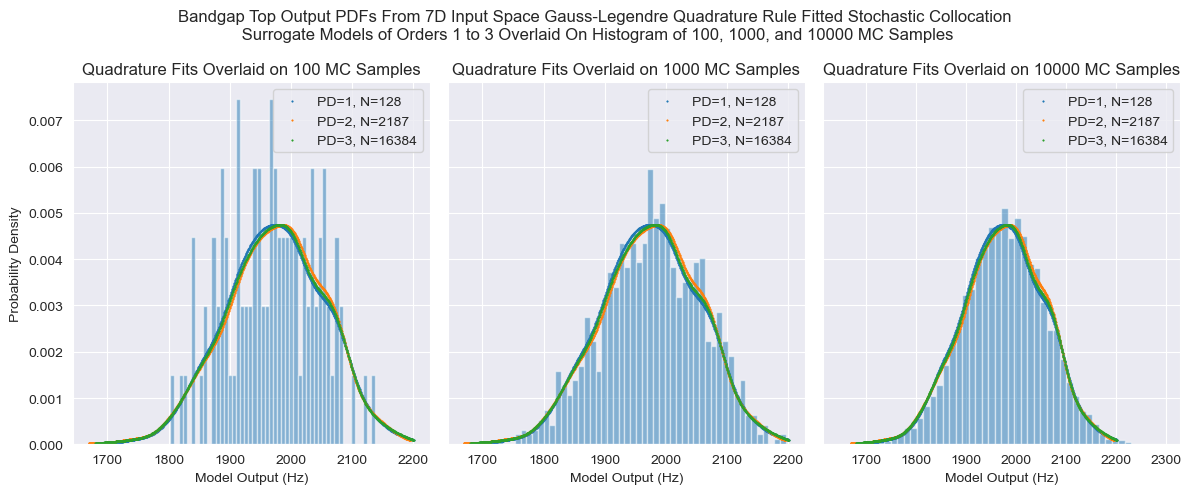 Bandgap Top Output PDFs From 7D Input Space Gauss-Legendre Quadrature Rule Fitted Stochastic Collocation
Surrogate Models of Orders 1 to 3 Overlaid On Histogram of 100, 1000, and 10000 MC Samples
Quadrature Fits Overlaid on 100 MC Samples
PD=1, N=128
PD=2, N=2187
PD=3, N=16384
Probability Density
0.007
0.006
0.005
0.004
0.003
0.002
0.001
0.000
1700 1800 1900 2000 2100 2200
Model Output (Hz)
Quadrature Fits Overlaid on 1000 MC Samples
PD=1, N=128
PD=2, N=2187
PD=3, N=16384
1700 1800 1900 2000 2100 2200
Model Output (Hz)
Quadrature Fits Overlaid on 10000 MC Samples
PD=1, N=128
PD=2, N=2187
PD=3, N=16384
1700 1800 1900 2000 2100 2200 2300
Model Output (Hz)